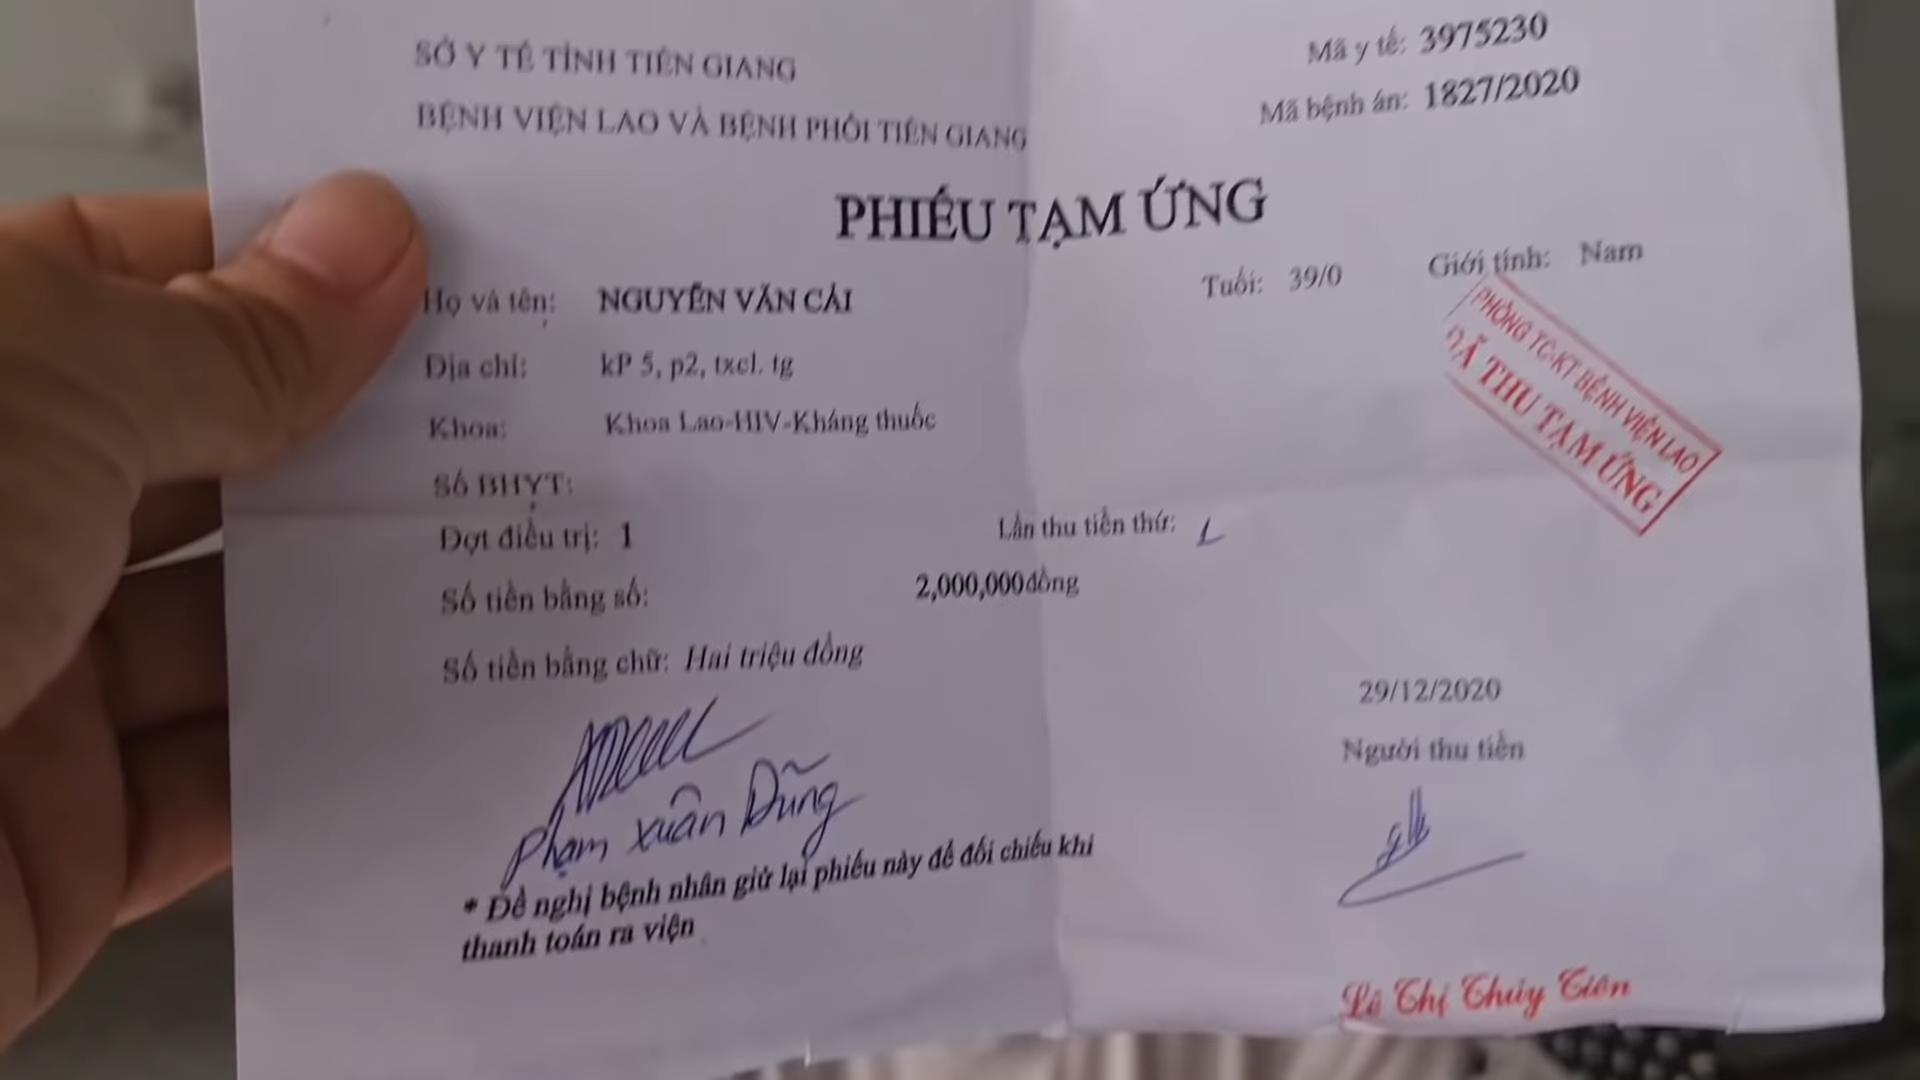 SỞ Y TẾ TỈNH TIỀN GIANG
BỆNH VIỆN LAO VÀ BỆNH PHỔI TIỀN GIANG
Mã y tế: 3975230
Mã bệnh án: 1827/2020
PHIẾU TẠM ỨNG
Họ và tên: NGUYỄN VĂN CẢI
Tuổi: 39/0 Giới tính: Nam
Địa chỉ: kP 5, p2, txcl. tg
Khoa: Khoa Lao-HIV-Kháng thuốc
PHÒNG TC-KT BỆNH VIỆN LAO
ĐÃ THU TẠM ỨNG
Số BHYT:
Đợt điều trị: 1 Lần thu tiền thứ: 1
Số tiền bằng số: 2,000,000đồng
Số tiền bằng chữ: Hai triệu đồng
29/12/2020
Người thu tiền
Phạm Xuân Dũng
* Đề nghị bệnh nhân giữ lại phiếu này để đối chiếu khi
thanh toán ra viện
Lê Thị Thủy Tiên